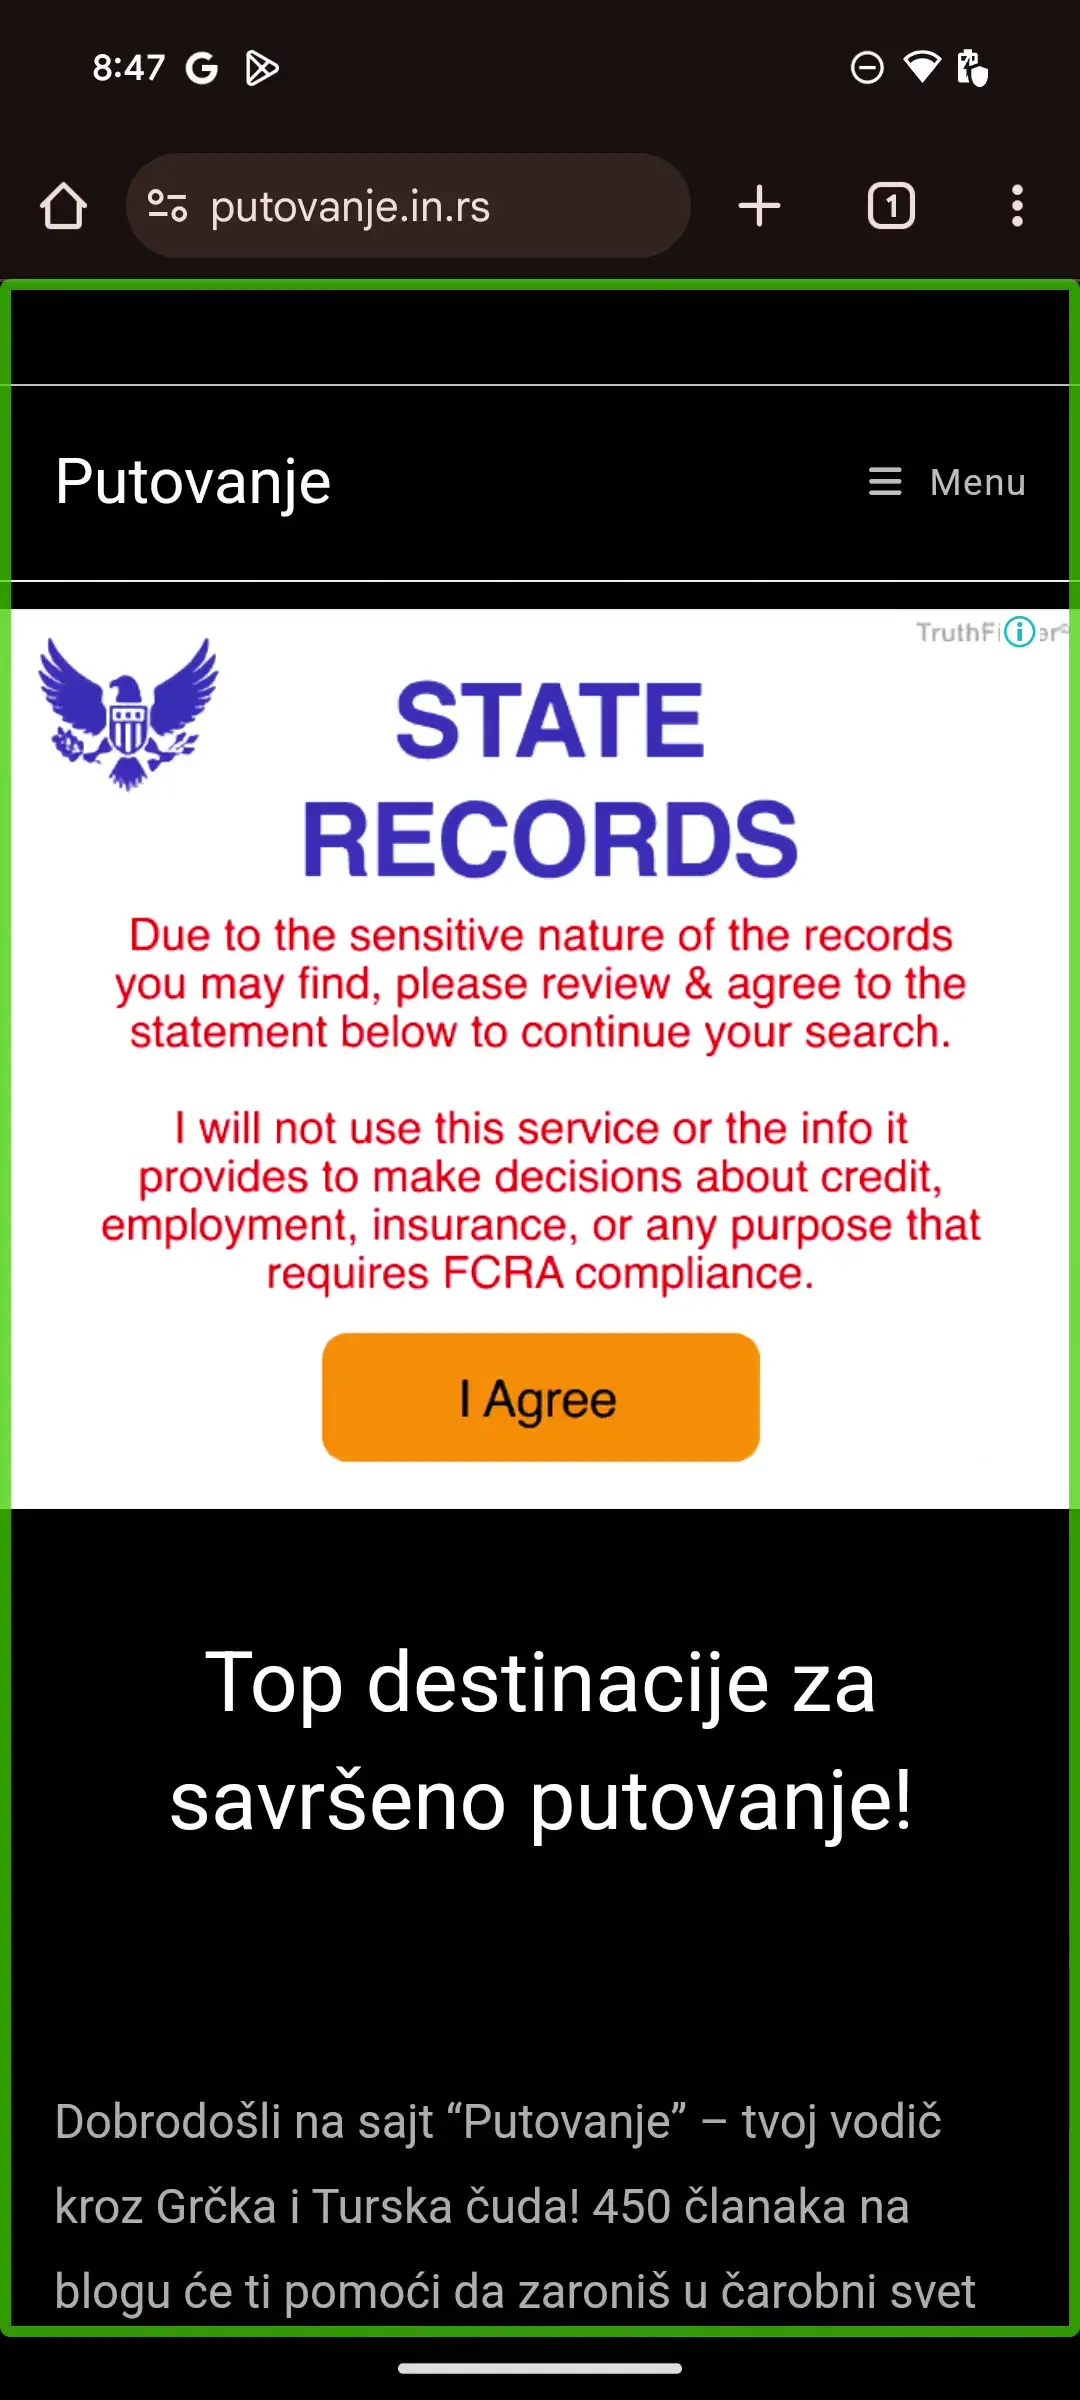 8:47
putovanje.in.rs
1
Putovanje
Menu
STATE
RECORDS
Due to the sensitive nature of the records
you may find, please review & agree to the
statement below to continue your search.
I will not use this service or the info it
provides to make decisions about credit,
employment, insurance, or any purpose that
requires FCRA compliance.
I Agree
Top destinacije za
savršeno putovanje!
Dobrodošli na sajt “Putovanje” – tvoj vodič
kroz Grčka i Turska čuda! 450 članaka na
blogu će ti pomoći da zaroniš u čarobni svet